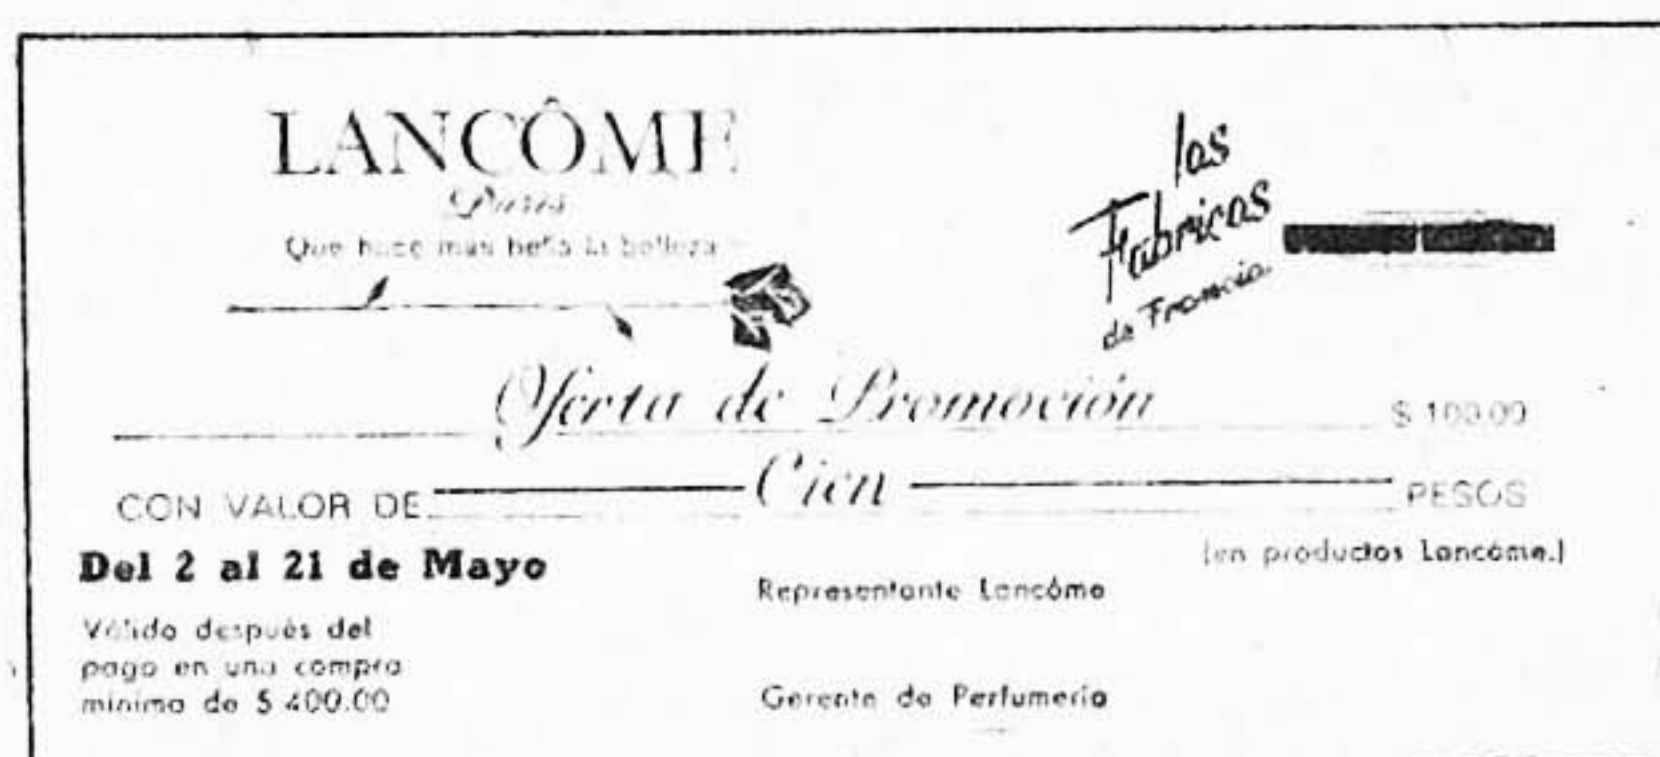 LANCÔME
Paris
Que hace mas bella la belleza
las
Fabricas
de Francia
Oferta de Promoción $ 100.00
CON VALOR DE Cien PESOS
(en productos Lancôme.)
Del 2 al 21 de Mayo
Representante Lancôme
Válido después del
pago en una compra
mínima de $ 400.00
Gerente de Perfumería